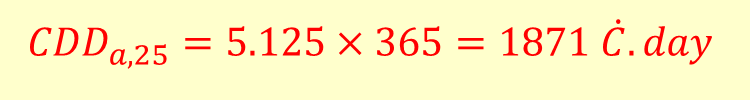 CDD_{a,25} = 5.125 × 365 = 1871 Ċ.day